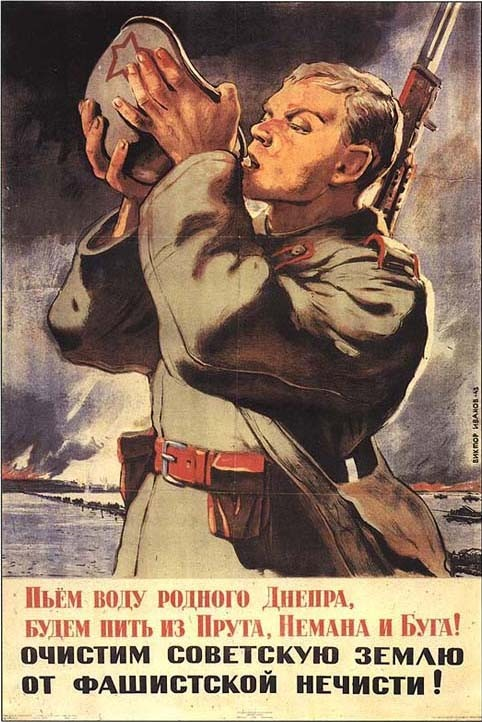 ВИКТОР ИВАНОВ-43
Пьём воду родного Днепра,
будем пить из Прута, Немана и Буга!
ОЧИСТИМ СОВЕТСКУЮ ЗЕМЛЮ
ОТ ФАШИСТСКОЙ НЕЧИСТИ!